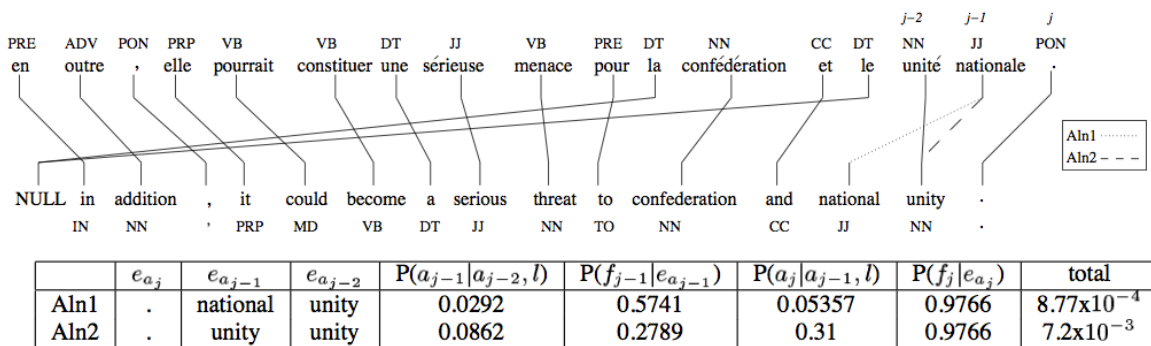 j−2 j−1 j
PRE ADV PON PRP VB VB DT JJ VB PRE DT NN CC DT NN JJ PON
en outre , elle pourrait constituer une sérieuse menace pour la confédération et le unité nationale .
Aln1
Aln2
NULL in addition , it could become a serious threat to confederation and national unity .
IN NN , PRP MD VB DT JJ NN TO NN CC JJ NN .
e_{a_j} e_{a_{j−1}} e_{a_{j−2}} P(a_{j−1}|a_{j−2}, l) P(f_{j−1}|e_{a_{j−1}}) P(a_j|a_{j−1}, l) P(f_j|e_{a_j}) total
Aln1 . national unity 0.0292 0.5741 0.05357 0.9766 8.77x10^{−4}
Aln2 . unity unity 0.0862 0.2789 0.31 0.9766 7.2x10^{−3}